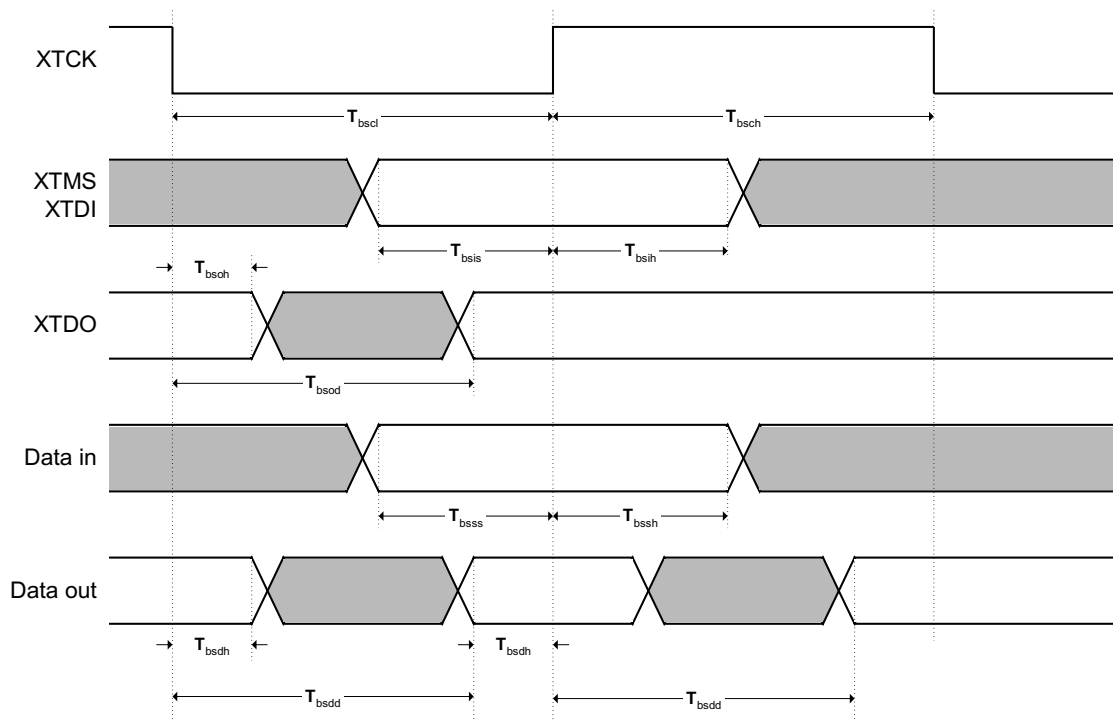 XTCK
Tbscl
Tbsch
XTMS
XTDI
Tbsis
Tbsih
Tbsoh
XTDO
Tbsod
Data in
Tbsss
Tbssh
Data out
Tbsdh
Tbsdh
Tbsdd
Tbsdd